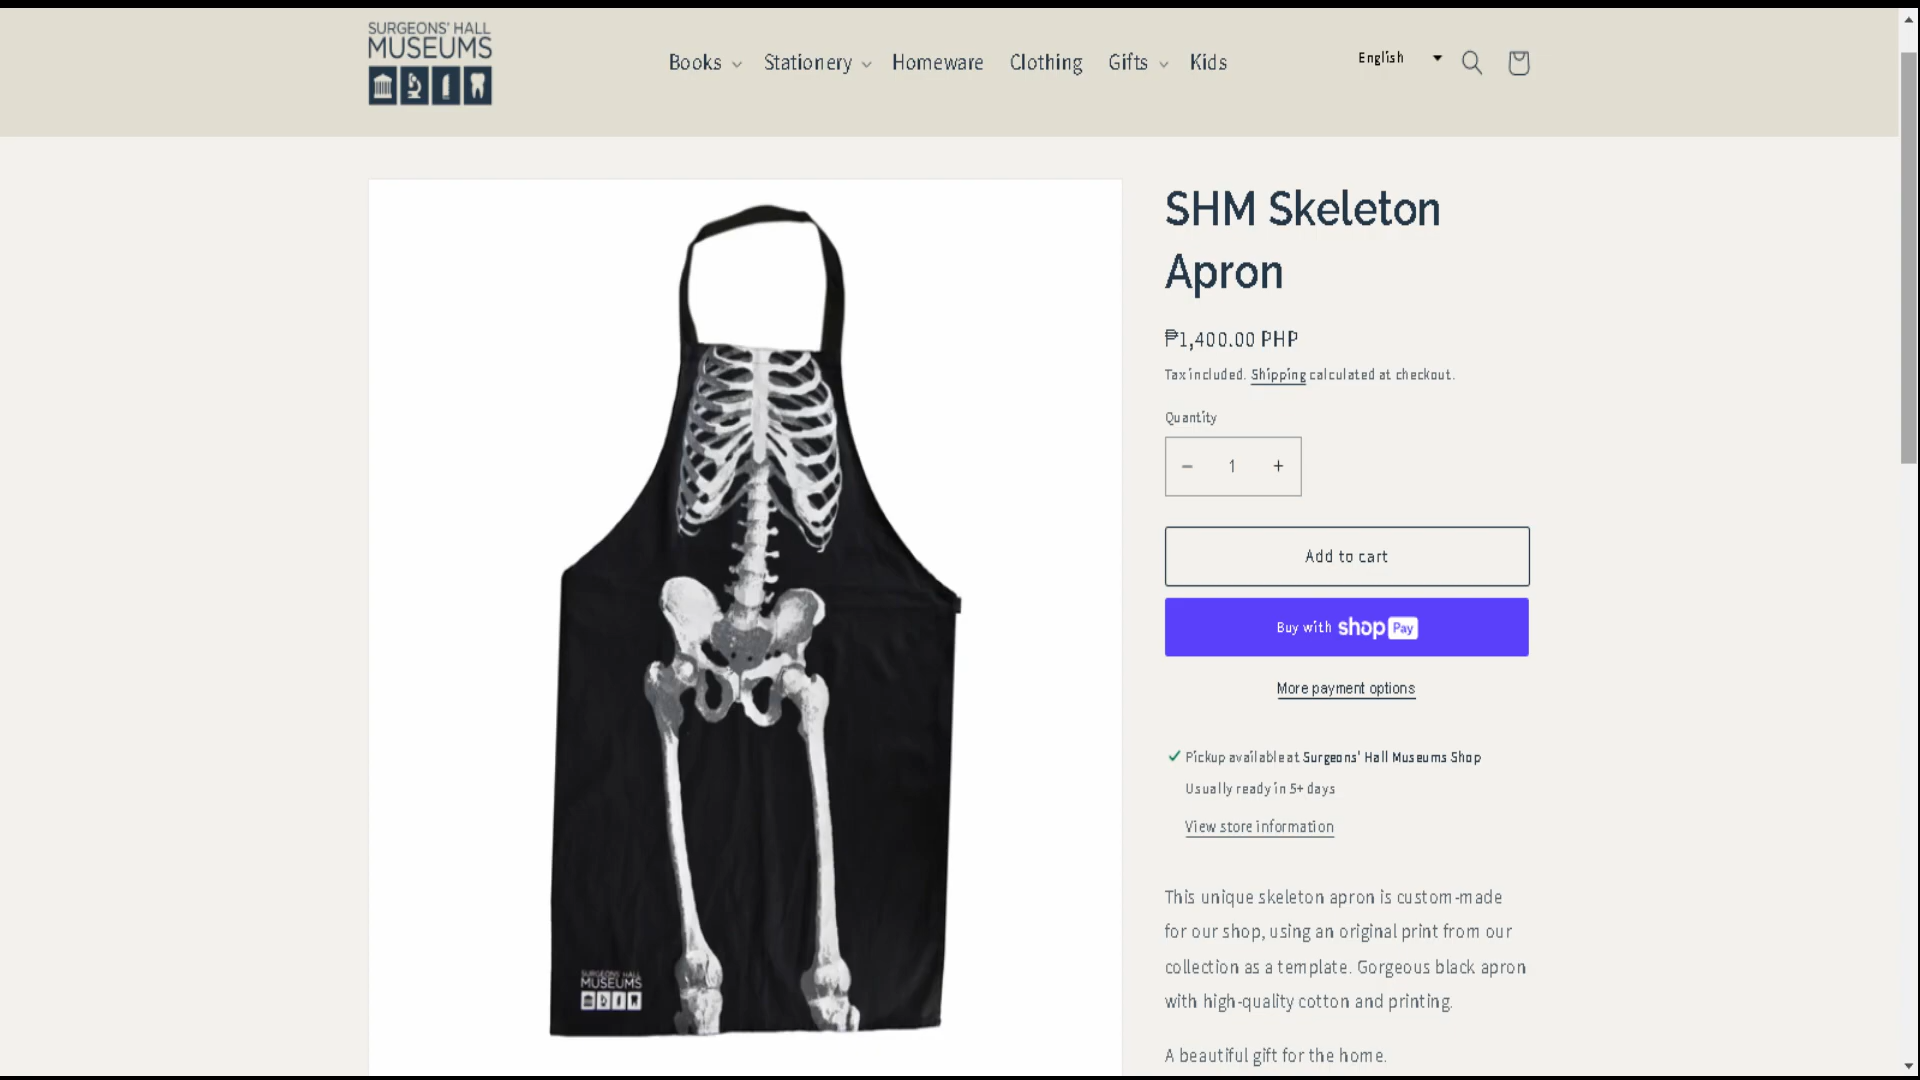 SURGEONS' HALL
MUSEUMS
Books
Stationery
Homeware
Clothing
Gifts
Kids
English
SHM Skeleton
Apron
₱1,400.00 PHP
Tax included. Shipping calculated at checkout.
Quantity
− 1 +
Add to cart
Buy with shop Pay
More payment options
Pickup available at Surgeons' Hall Museums Shop
Usually ready in 5+ days
View store information
This unique skeleton apron is custom-made
for our shop, using an original print from our
collection as a template. Gorgeous black apron
with high-quality cotton and printing.
A beautiful gift for the home.
SURGEONS' HALL
MUSEUMS